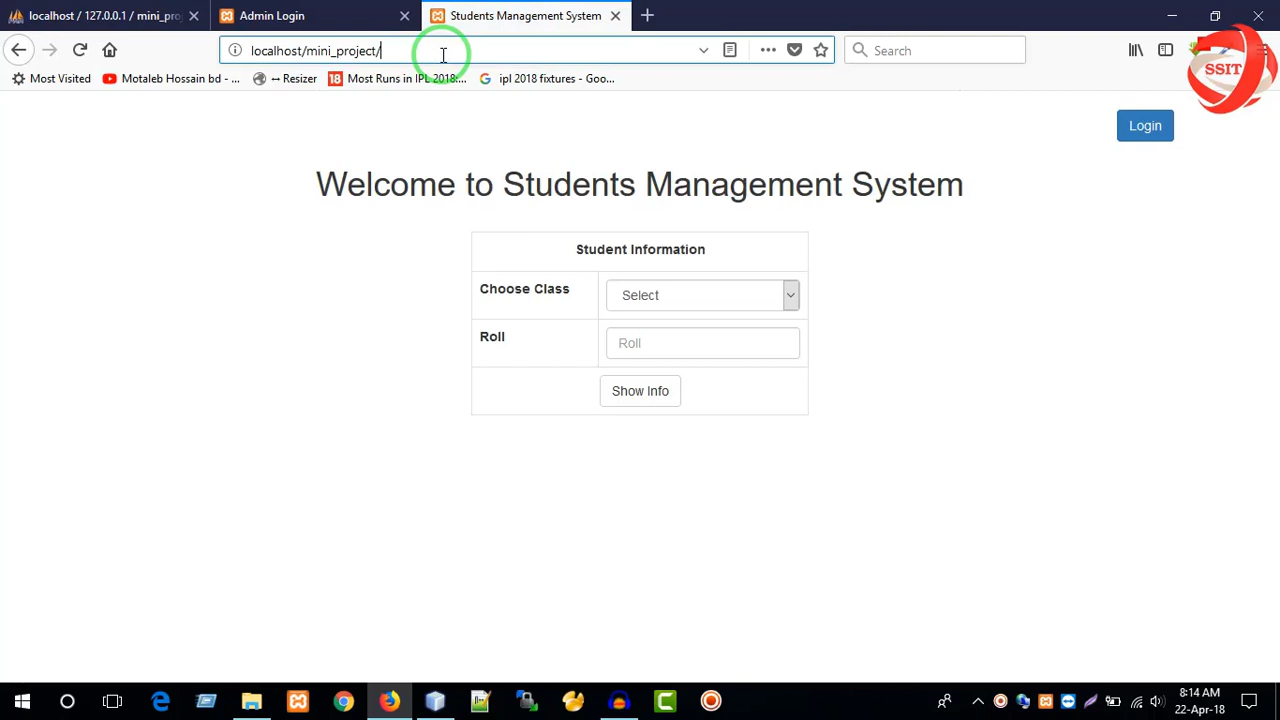 localhost / 127.0.0.1 / mini_proj
Admin Login
Students Management System
localhost/mini_project/
Search
Most Visited
Motaleb Hossain bd - ...
↔ Resizer
18
Most Runs in IPL 2018:...
G
ipl 2018 fixtures - Goo...
SSIT
Login
Welcome to Students Management System
Student Information
Choose Class
Select
Roll
Roll
Show Info
8:14 AM
22-Apr-18